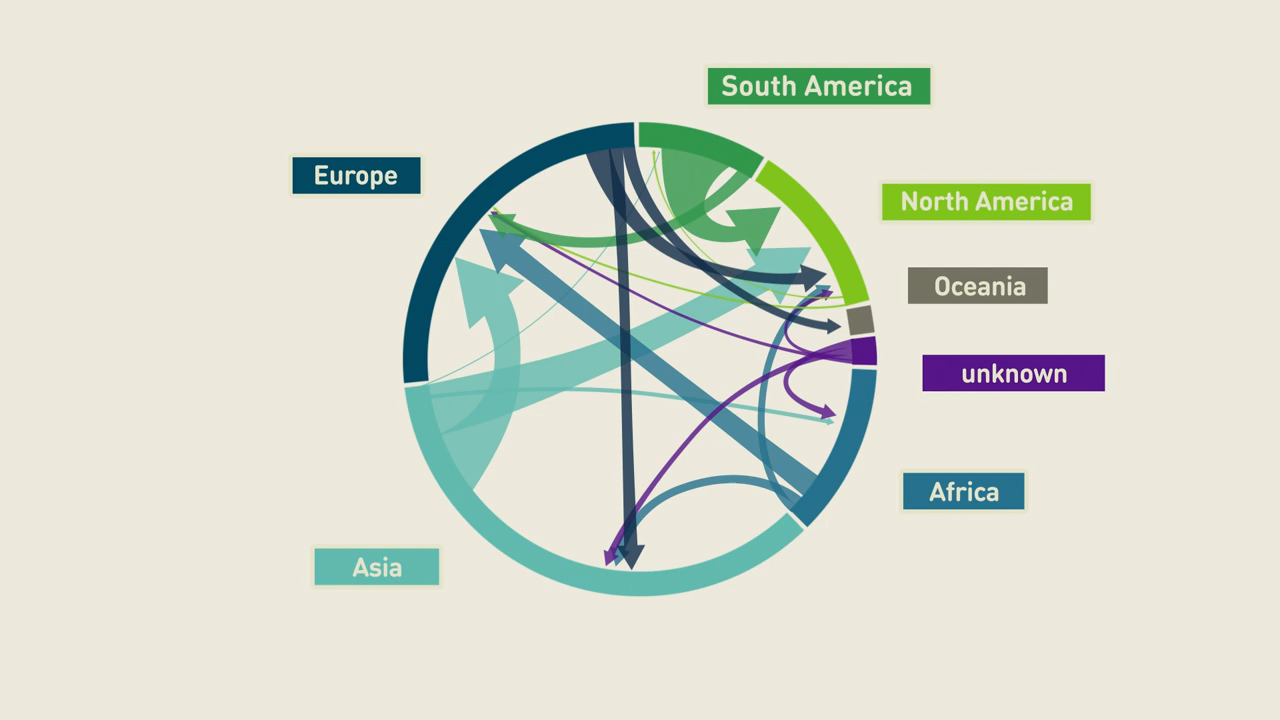 South America
Europe
North America
Oceania
unknown
Africa
Asia